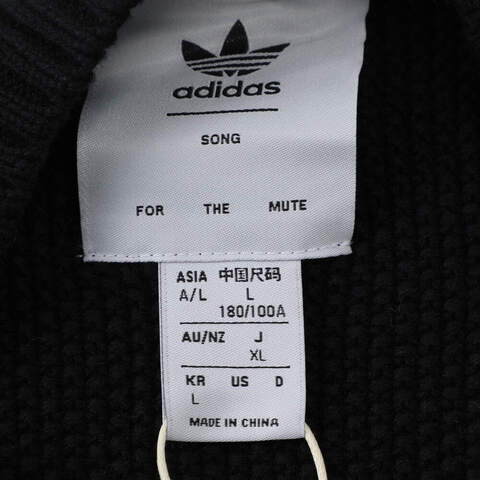 adidas
SONG
FOR THE MUTE
ASIA 中国尺码
A/L L
180/100A
AU/NZ J
XL
KR US D
L
MADE IN CHINA